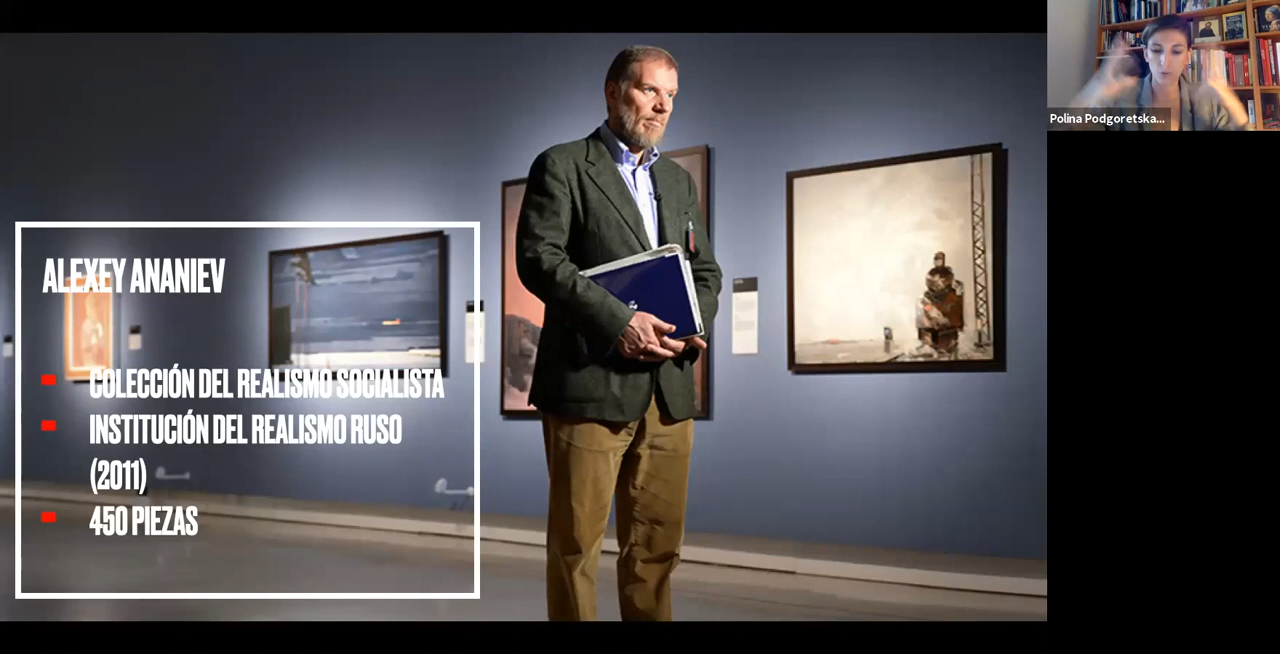 ALEXEY ANANIEV
COLECCIÓN DEL REALISMO SOCIALISTA
INSTITUCIÓN DEL REALISMO RUSO
(2011)
450 PIEZAS
Polina Podgoretska...